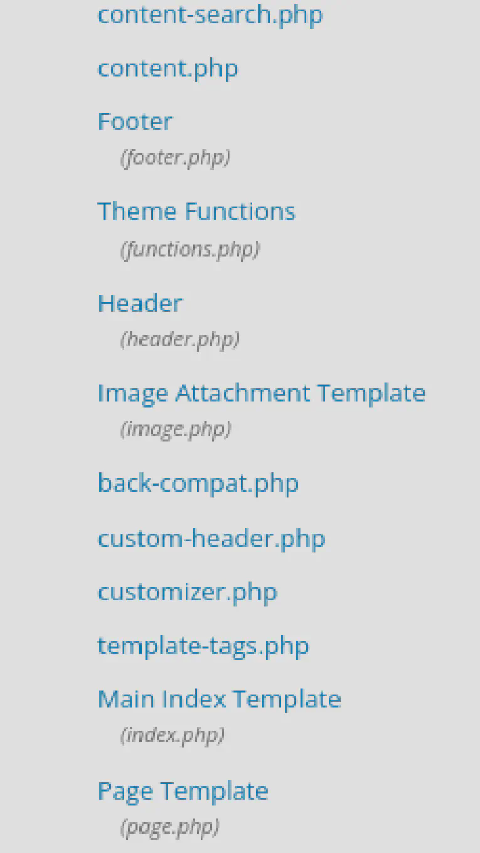 content-search.php
content.php
Footer
(footer.php)
Theme Functions
(functions.php)
Header
(header.php)
Image Attachment Template
(image.php)
back-compat.php
custom-header.php
customizer.php
template-tags.php
Main Index Template
(index.php)
Page Template
(page.php)